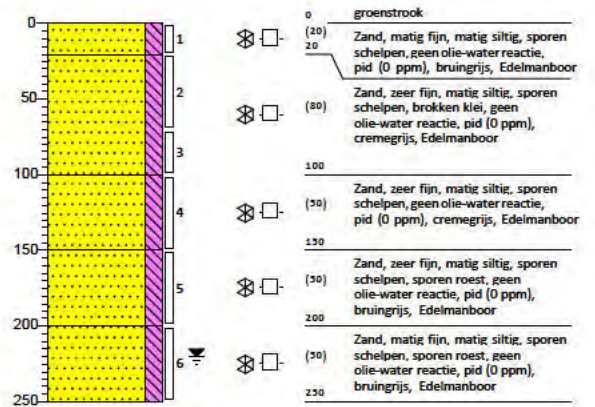 0
groenstrook
0
(20)
1
Zand, matig fijn, matig siltig, sporen
20
schelpen, geen olie-water reactie,
pid (0 ppm), bruingrijs, Edelmanboor
2
50
(80)
Zand, zeer fijn, matig siltig, sporen
schelpen, brokken klei, geen
olie-water reactie, pid (0 ppm),
cremegrijs, Edelmanboor
3
100
100
4
(50)
Zand, zeer fijn, matig siltig, sporen
schelpen, geen olie-water reactie,
pid (0 ppm), cremegrijs, Edelmanboor
150
150
5
(50)
Zand, zeer fijn, matig siltig, sporen
schelpen, sporen roest, geen
olie-water reactie, pid (0 ppm),
bruingrijs, Edelmanboor
200
200
6
(50)
Zand, matig fijn, matig siltig, sporen
schelpen, sporen roest, geen
olie-water reactie, pid (0 ppm),
bruingrijs, Edelmanboor
250
250